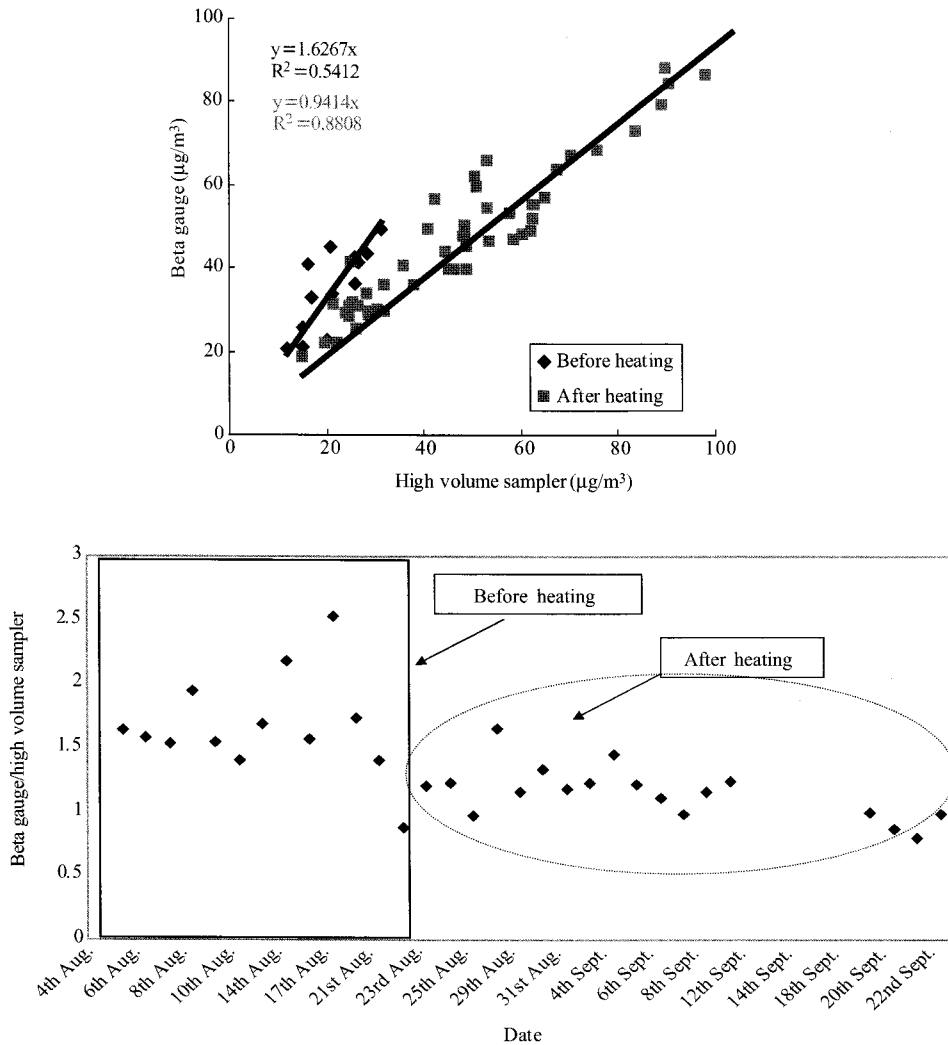 100
80
60
40
20
0
Beta gauge (μg/m³)
y=1.6267x
R²=0.5412
y=0.9414x
R²=0.8808
Before heating
After heating
0 20 40 60 80 100
High volume sampler (μg/m³)
3
2.5
2
1.5
1
0.5
0
Beta gauge/high volume sampler
Before heating
After heating
4th Aug.
6th Aug.
8th Aug.
10th Aug.
14th Aug.
17th Aug.
21st Aug.
23rd Aug.
25th Aug.
29th Aug.
31st Aug.
4th Sept.
6th Sept.
8th Sept.
12th Sept.
14th Sept.
18th Sept.
20th Sept.
22nd Sept.
Date